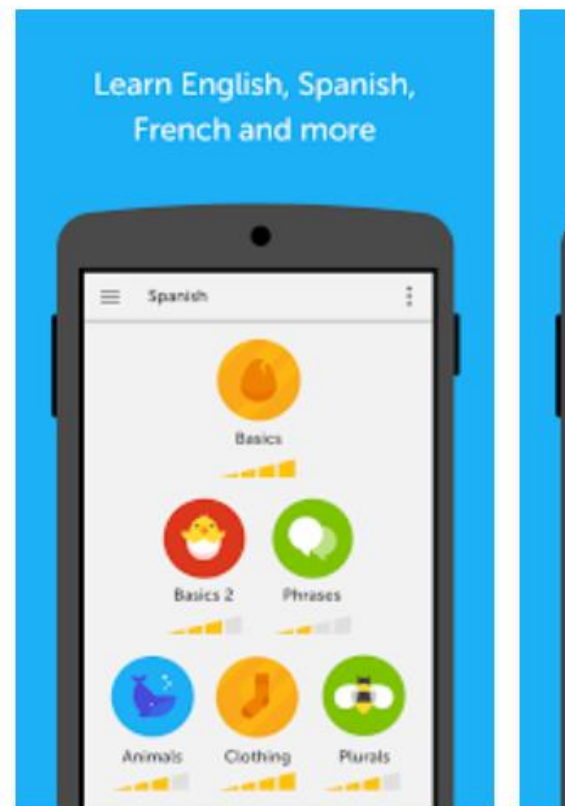 Learn English, Spanish,
French and more
Spanish
Basics
Basics 2
Phrases
Animals
Clothing
Plurals